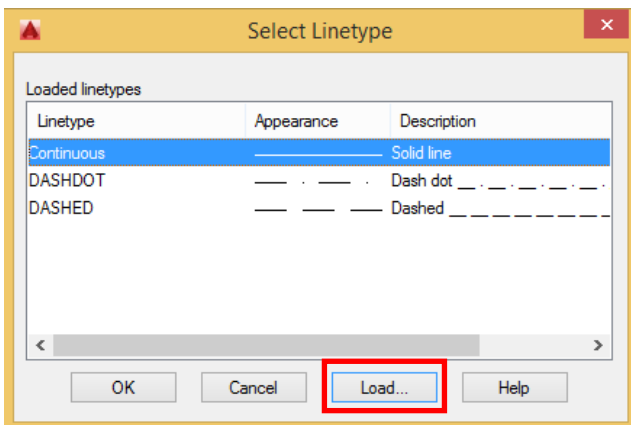 Select Linetype
Loaded linetypes
Linetype Appearance Description
Continuous Solid line
DASHDOT Dash dot __ . __ . __ . __ . __ .
DASHED Dashed __ __ __ __ __ __ __ _
OK Cancel Load... Help